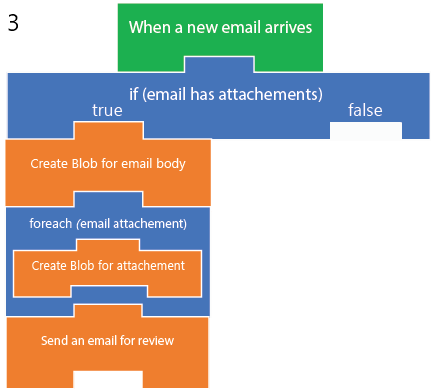 3
When a new email arrives
if (email has attachements)
true
false
Create Blob for email body
foreach (email attachement)
Create Blob for attachement
Send an email for review